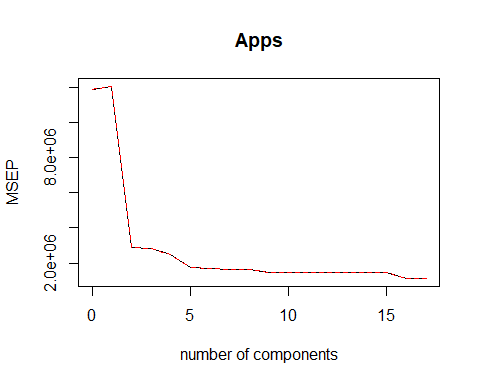 Apps
MSEP
8.0e+06
2.0e+06
0 5 10 15
number of components